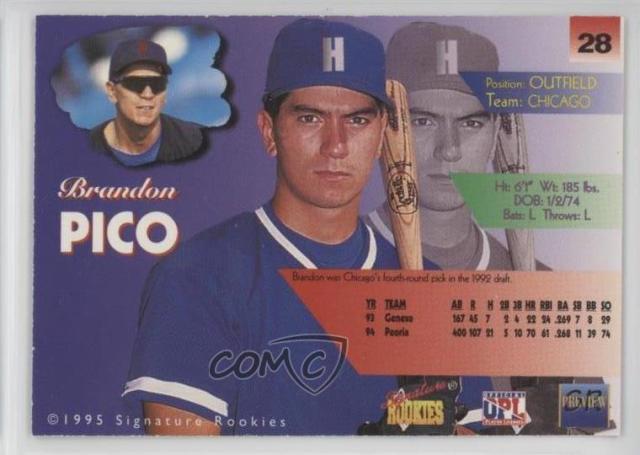 28
Position: OUTFIELD
Team: CHICAGO
H
H
Brandon
PICO
Ht: 6'1" Wt: 185 lbs.
DOB: 1/2/74
Bats: L Throws: L
Brandon was Chicago's fourth-round pick in the 1992 draft.
YR TEAM AB R H 2B 3B HR RBI BA SB BB SO
93 Geneva 167 45 7 2 4 22 24 .269 7 8 29
94 Peoria 400 107 21 5 10 70 61 .268 11 39 74
COMC
©1995 Signature Rookies
Signature
ROOKIES
UPL
PREVIEW